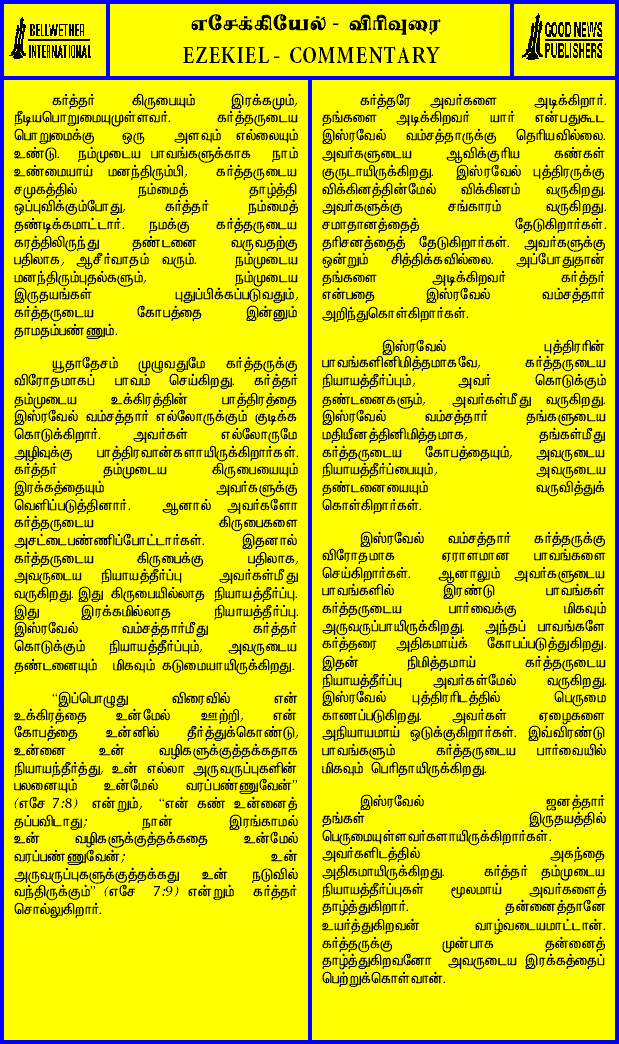 BELLWETHER
INTERNATIONAL
எசேக்கியேல் - விரிவுரை
EZEKIEL - COMMENTARY
GOOD NEWS
PUBLISHERS
கர்த்தர் கிருபையும் இரக்கமும்,
நீடியபொறுமையுமுள்ளவர். கர்த்தருடைய
பொறுமைக்கு ஒரு அளவும் எல்லையும்
உண்டு. நம்முடைய பாவங்களுக்காக நாம்
உண்மையாய் மனந்திரும்பி, கர்த்தருடைய
சமுகத்தில் நம்மைத் தாழ்த்தி
ஒப்புவிக்கும்போது, கர்த்தர் நம்மைத்
தண்டிக்கமாட்டார். நமக்கு கர்த்தருடைய
கரத்திலிருந்து தண்டனை வருவதற்கு
பதிலாக, ஆசீர்வாதம் வரும். நம்முடைய
மனந்திரும்புதல்களும், நம்முடைய
இருதயங்கள் புதுப்பிக்கப்படுவதும்,
கர்த்தருடைய கோபத்தை இன்னும்
தாமதம்பண்ணும்.
யூதாதேசம் முழுவதுமே கர்த்தருக்கு
விரோதமாகப் பாவம் செய்கிறது. கர்த்தர்
தம்முடைய உக்கிரத்தின் பாத்திரத்தை
இஸ்ரவேல் வம்சத்தார் எல்லோருக்கும் குடிக்க
கொடுக்கிறார். அவர்கள் எல்லோருமே
அழிவுக்கு பாத்திரவான்களாயிருக்கிறார்கள்.
கர்த்தர் தம்முடைய கிருபையையும்
இரக்கத்தையும் அவர்களுக்கு
வெளிப்படுத்தினார். ஆனால் அவர்களோ
கர்த்தருடைய கிருபைகளை
அசட்டைபண்ணிப்போட்டார்கள். இதனால்
கர்த்தருடைய கிருபைக்கு பதிலாக,
அவருடைய நியாயத்தீர்ப்பு அவர்கள்மீது
வருகிறது. இது கிருபையில்லாத நியாயத்தீர்ப்பு.
இது இரக்கமில்லாத நியாயத்தீர்ப்பு.
இஸ்ரவேல் வம்சத்தார்மீது கர்த்தர்
கொடுக்கும் நியாயத்தீர்ப்பும், அவருடைய
தண்டனையும் மிகவும் கடுமையாயிருக்கிறது.
“இப்பொழுது விரைவில் என்
உக்கிரத்தை உன்மேல் ஊற்றி, என்
கோபத்தை உன்னில் தீர்த்துக்கொண்டு,
உன்னை உன் வழிகளுக்குத்தக்கதாக
நியாயந்தீர்த்து, உன் எல்லா அருவருப்புகளின்
பலனையும் உன்மேல் வரப்பண்ணுவேன்”
(எசே 7:8) என்றும், “என் கண் உன்னைத்
தப்பவிடாது; நான் இரங்காமல்
உன் வழிகளுக்குத்தக்கதை உன்மேல்
வரப்பண்ணுவேன்; உன்
அருவருப்புகளுக்குத்தக்கது உன் நடுவில்
வந்திருக்கும்” (எசே 7:9) என்றும் கர்த்தர்
சொல்லுகிறார்.
கர்த்தரே அவர்களை அடிக்கிறார்.
தங்களை அடிக்கிறவர் யார் என்பதுகூட
இஸ்ரவேல் வம்சத்தாருக்கு தெரியவில்லை.
அவர்களுடைய ஆவிக்குரிய கண்கள்
குருடாயிருக்கிறது. இஸ்ரவேல் புத்திரருக்கு
விக்கினத்தின்மேல் விக்கினம் வருகிறது.
அவர்களுக்கு சங்காரம் வருகிறது.
சமாதானத்தைத் தேடுகிறார்கள்.
தரிசனத்தைத் தேடுகிறார்கள். அவர்களுக்கு
ஒன்றும் சித்திக்கவில்லை. அப்போதுதான்
தங்களை அடிக்கிறவர் கர்த்தர்
என்பதை இஸ்ரவேல் வம்சத்தார்
அறிந்துகொள்கிறார்கள்.
இஸ்ரவேல் புத்திரரின்
பாவங்களினிமித்தமாகவே, கர்த்தருடைய
நியாயத்தீர்ப்பும், அவர் கொடுக்கும்
தண்டனைகளும், அவர்கள்மீது வருகிறது.
இஸ்ரவேல் வம்சத்தார் தங்களுடைய
மதியீனத்தினிமித்தமாக, தங்கள்மீது
கர்த்தருடைய கோபத்தையும், அவருடைய
நியாயத்தீர்ப்பையும், அவருடைய
தண்டனையையும் வருவித்துக்
கொள்கிறார்கள்.
இஸ்ரவேல் வம்சத்தார் கர்த்தருக்கு
விரோதமாக ஏராளமான பாவங்களை
செய்கிறார்கள். ஆனாலும் அவர்களுடைய
பாவங்களில் இரண்டு பாவங்கள்
கர்த்தருடைய பார்வைக்கு மிகவும்
அருவருப்பாயிருக்கிறது. அந்தப் பாவங்களே
கர்த்தரை அதிகமாய்க் கோபப்படுத்துகிறது.
இதன் நிமித்தமாய் கர்த்தருடைய
நியாயத்தீர்ப்பு அவர்கள்மேல் வருகிறது.
இஸ்ரவேல் புத்திரரிடத்தில் பெருமை
காணப்படுகிறது. அவர்கள் ஏழைகளை
அநியாயமாய் ஒடுக்குகிறார்கள். இவ்விரண்டு
பாவங்களும் கர்த்தருடைய பார்வையில்
மிகவும் பெரிதாயிருக்கிறது.
இஸ்ரவேல் ஜனத்தார்
தங்கள் இருதயத்தில்
பெருமையுள்ளவர்களாயிருக்கிறார்கள்.
அவர்களிடத்தில் அகந்தை
அதிகமாயிருக்கிறது. கர்த்தர் தம்முடைய
நியாயத்தீர்ப்புகள் மூலமாய் அவர்களைத்
தாழ்த்துகிறார். தன்னைத்தானே
உயர்த்துகிறவன் வாழ்வடையமாட்டான்.
கர்த்தருக்கு முன்பாக தன்னைத்
தாழ்த்துகிறவனோ அவருடைய இரக்கத்தைப்
பெற்றுக்கொள்வான்.